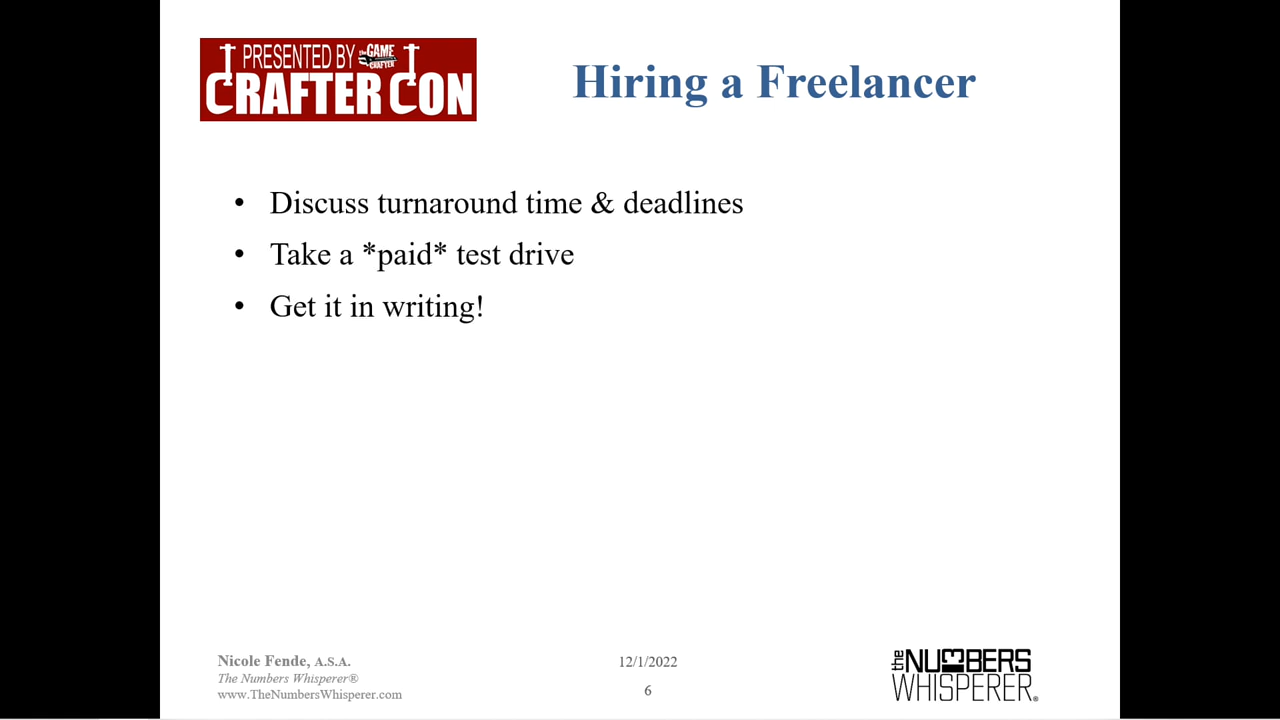 PRESENTED BY the GAME CRAFTER
CRAFTER CON
Hiring a Freelancer
• Discuss turnaround time & deadlines
• Take a *paid* test drive
• Get it in writing!
Nicole Fende, A.S.A.
The Numbers Whisperer®
www.TheNumbersWhisperer.com
12/1/2022
6
the NUMBERS
WHISPERER®